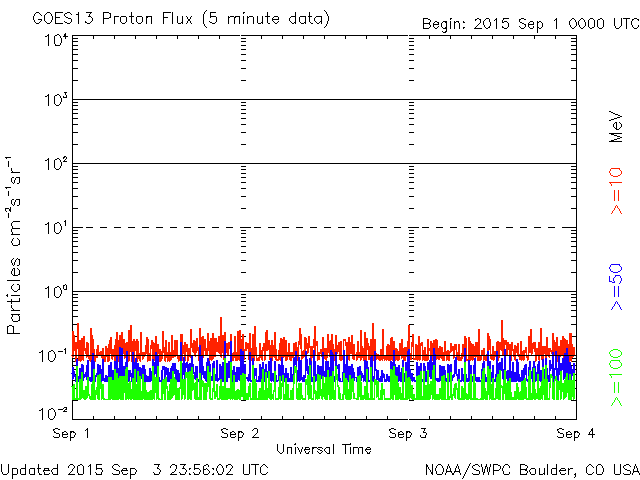 GOES13 Proton Flux (5 minute data)
Begin: 2015 Sep 1 0000 UTC
10⁴
10³
10²
10¹
10⁰
10⁻¹
10⁻²
Particles cm⁻²s⁻¹sr⁻¹
MeV
>=10
>=50
>=100
Sep 1
Sep 2
Sep 3
Sep 4
Universal Time
Updated 2015 Sep 3 23:56:02 UTC
NOAA/SWPC Boulder, CO USA